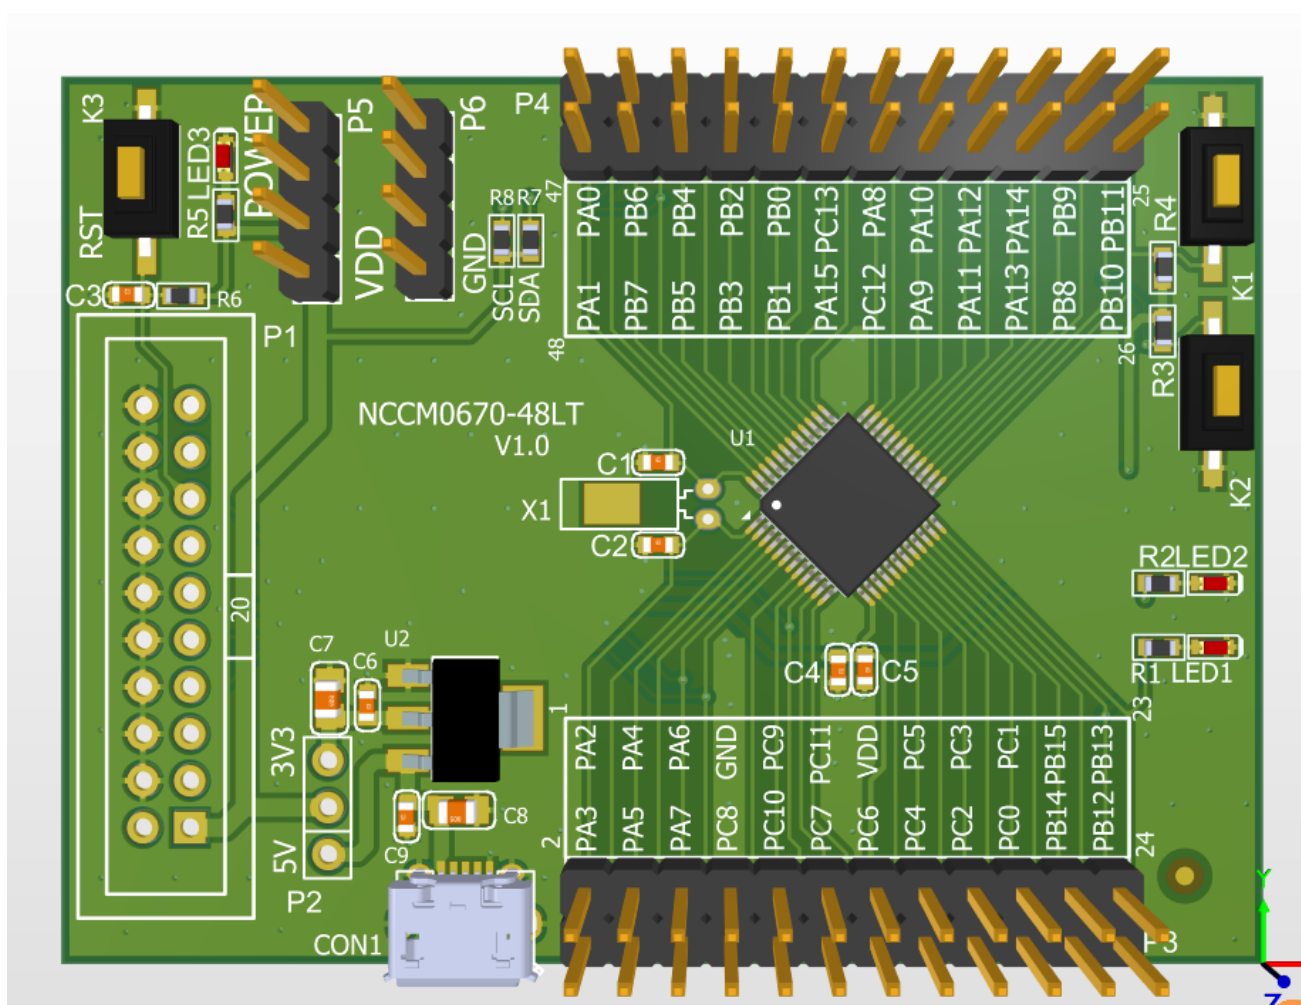 K3
RST
LED3
R5
POWER
P5
P6
VDD
GND
R8
R7
SCL
SDA
C3
R6
P4
47
25
PA0 PB6 PB4 PB2 PB0 PC13 PA8 PA10 PA12 PA14 PB9 PB11
PA1 PB7 PB5 PB3 PB1 PA15 PC12 PA9 PA11 PA13 PB8 PB10
48
26
R4
K1
R3
K2
P1
20
NCCM0670-48LT
V1.0
U1
C1
X1
C2
R2
LED2
R1
LED1
C4
C5
C7
C6
U2
3V3
5V
P2
C9
C8
CON1
1
23
PA2 PA4 PA6 GND PC9 PC11 VDD PC5 PC3 PC1 PB15 PB13
PA3 PA5 PA7 PC8 PC10 PC7 PC6 PC4 PC2 PC0 PB14 PB12
2
24
P3
Y
Z